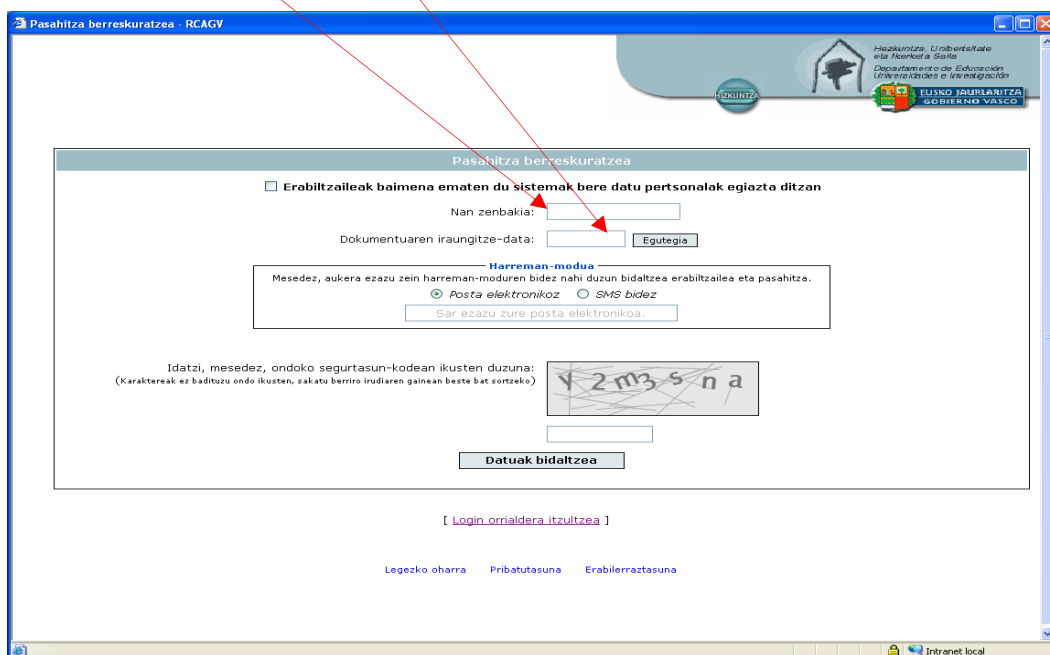 Pasahitza berreskuratzea - RCAGV
Hezkuntza, Unibertsitate
eta Ikerketa Saila
Departamento de Educación
Universidades e Investigación
EUSKO JAURLARITZA
GOBIERNO VASCO
HIZKUNTZA
Pasahitza berreskuratzea
Erabiltzaileak baimena ematen du sistemak bere datu pertsonalak egiazta ditzan
Nan zenbakia:
Dokumentuaren iraungitze-data:
Egutegia
Harreman-modua
Mesedez, aukera ezazu zein harreman-moduren bidez nahi duzun bidaltzea erabiltzailea eta pasahitza.
Posta elektronikoz SMS bidez
Sar ezazu zure posta elektronikoa.
Idatzi, mesedez, ondoko segurtasun-kodean ikusten duzuna:
(Karaktereak ez badituzu ondo ikusten, sakatu berriro irudiaren gainean beste bat sortzeko)
y2m3sna
Datuak bidaltzea
[ Login orrialdera itzultzea ]
Legezko oharra Pribatutasuna Erabilerraztasuna
Intranet local